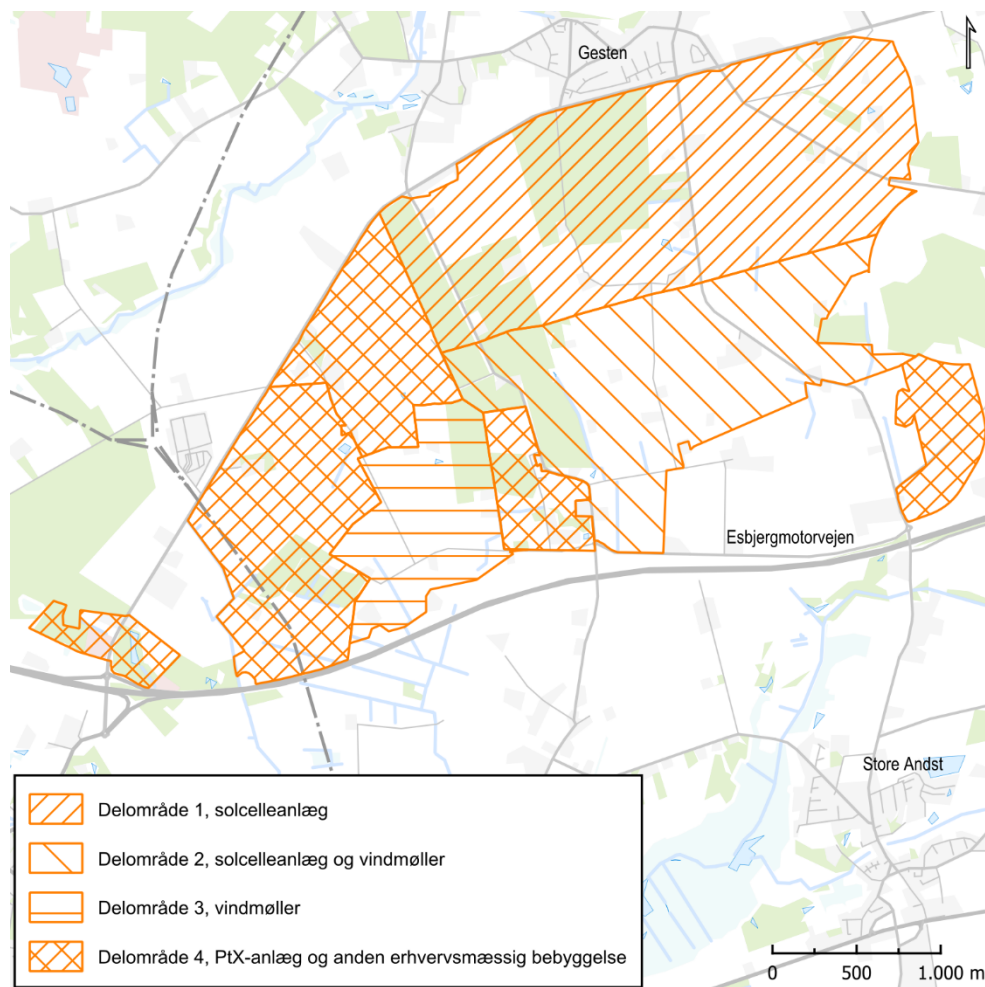 Gesten
Esbjergmotorvejen
Store Andst
Delområde 1, solcelleanlæg
Delområde 2, solcelleanlæg og vindmøller
Delområde 3, vindmøller
Delområde 4, PtX-anlæg og anden erhvervsmæssig bebyggelse
0 500 1.000 m